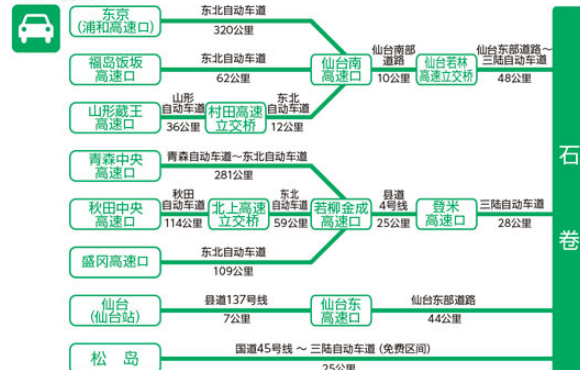 东京
(浦和高速口)
东北自动车道
320公里
福岛饭坂
高速口
东北自动车道
62公里
山形蔵王
高速口
山形
自动车道
36公里
村田高速
立交桥
东北
自动车道
12公里
仙台南
高速口
仙台南部
道路
10公里
仙台若林
高速立交桥
仙台东部道路~
三陆自动车道
48公里
青森中央
高速口
青森自动车道~东北自动车道
281公里
秋田中央
高速口
秋田
自动车道
114公里
北上高速
立交桥
东北
自动车道
59公里
若柳金成
高速口
县道
4号线
25公里
登米
高速口
三陆自动车道
28公里
盛冈高速口
东北自动车道
109公里
仙台
(仙台站)
县道137号线
7公里
仙台东
高速口
仙台东部道路
44公里
松 岛
国道45号线 ~ 三陆自动车道 (免费区间)
25公里
石
卷